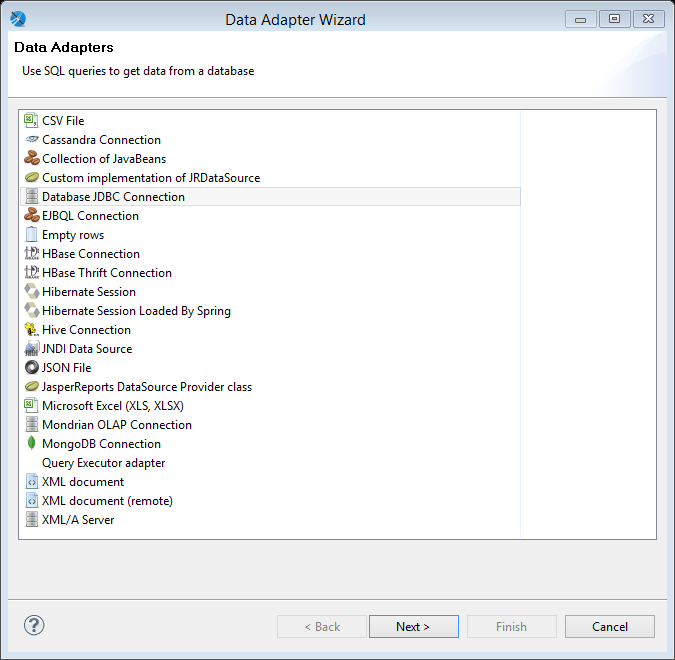 Data Adapter Wizard
Data Adapters
Use SQL queries to get data from a database
CSV File
Cassandra Connection
Collection of JavaBeans
Custom implementation of JRDataSource
Database JDBC Connection
EJBQL Connection
Empty rows
HBase Connection
HBase Thrift Connection
Hibernate Session
Hibernate Session Loaded By Spring
Hive Connection
JNDI Data Source
JSON File
JasperReports DataSource Provider class
Microsoft Excel (XLS, XLSX)
Mondrian OLAP Connection
MongoDB Connection
Query Executor adapter
XML document
XML document (remote)
XML/A Server
? < Back Next > Finish Cancel